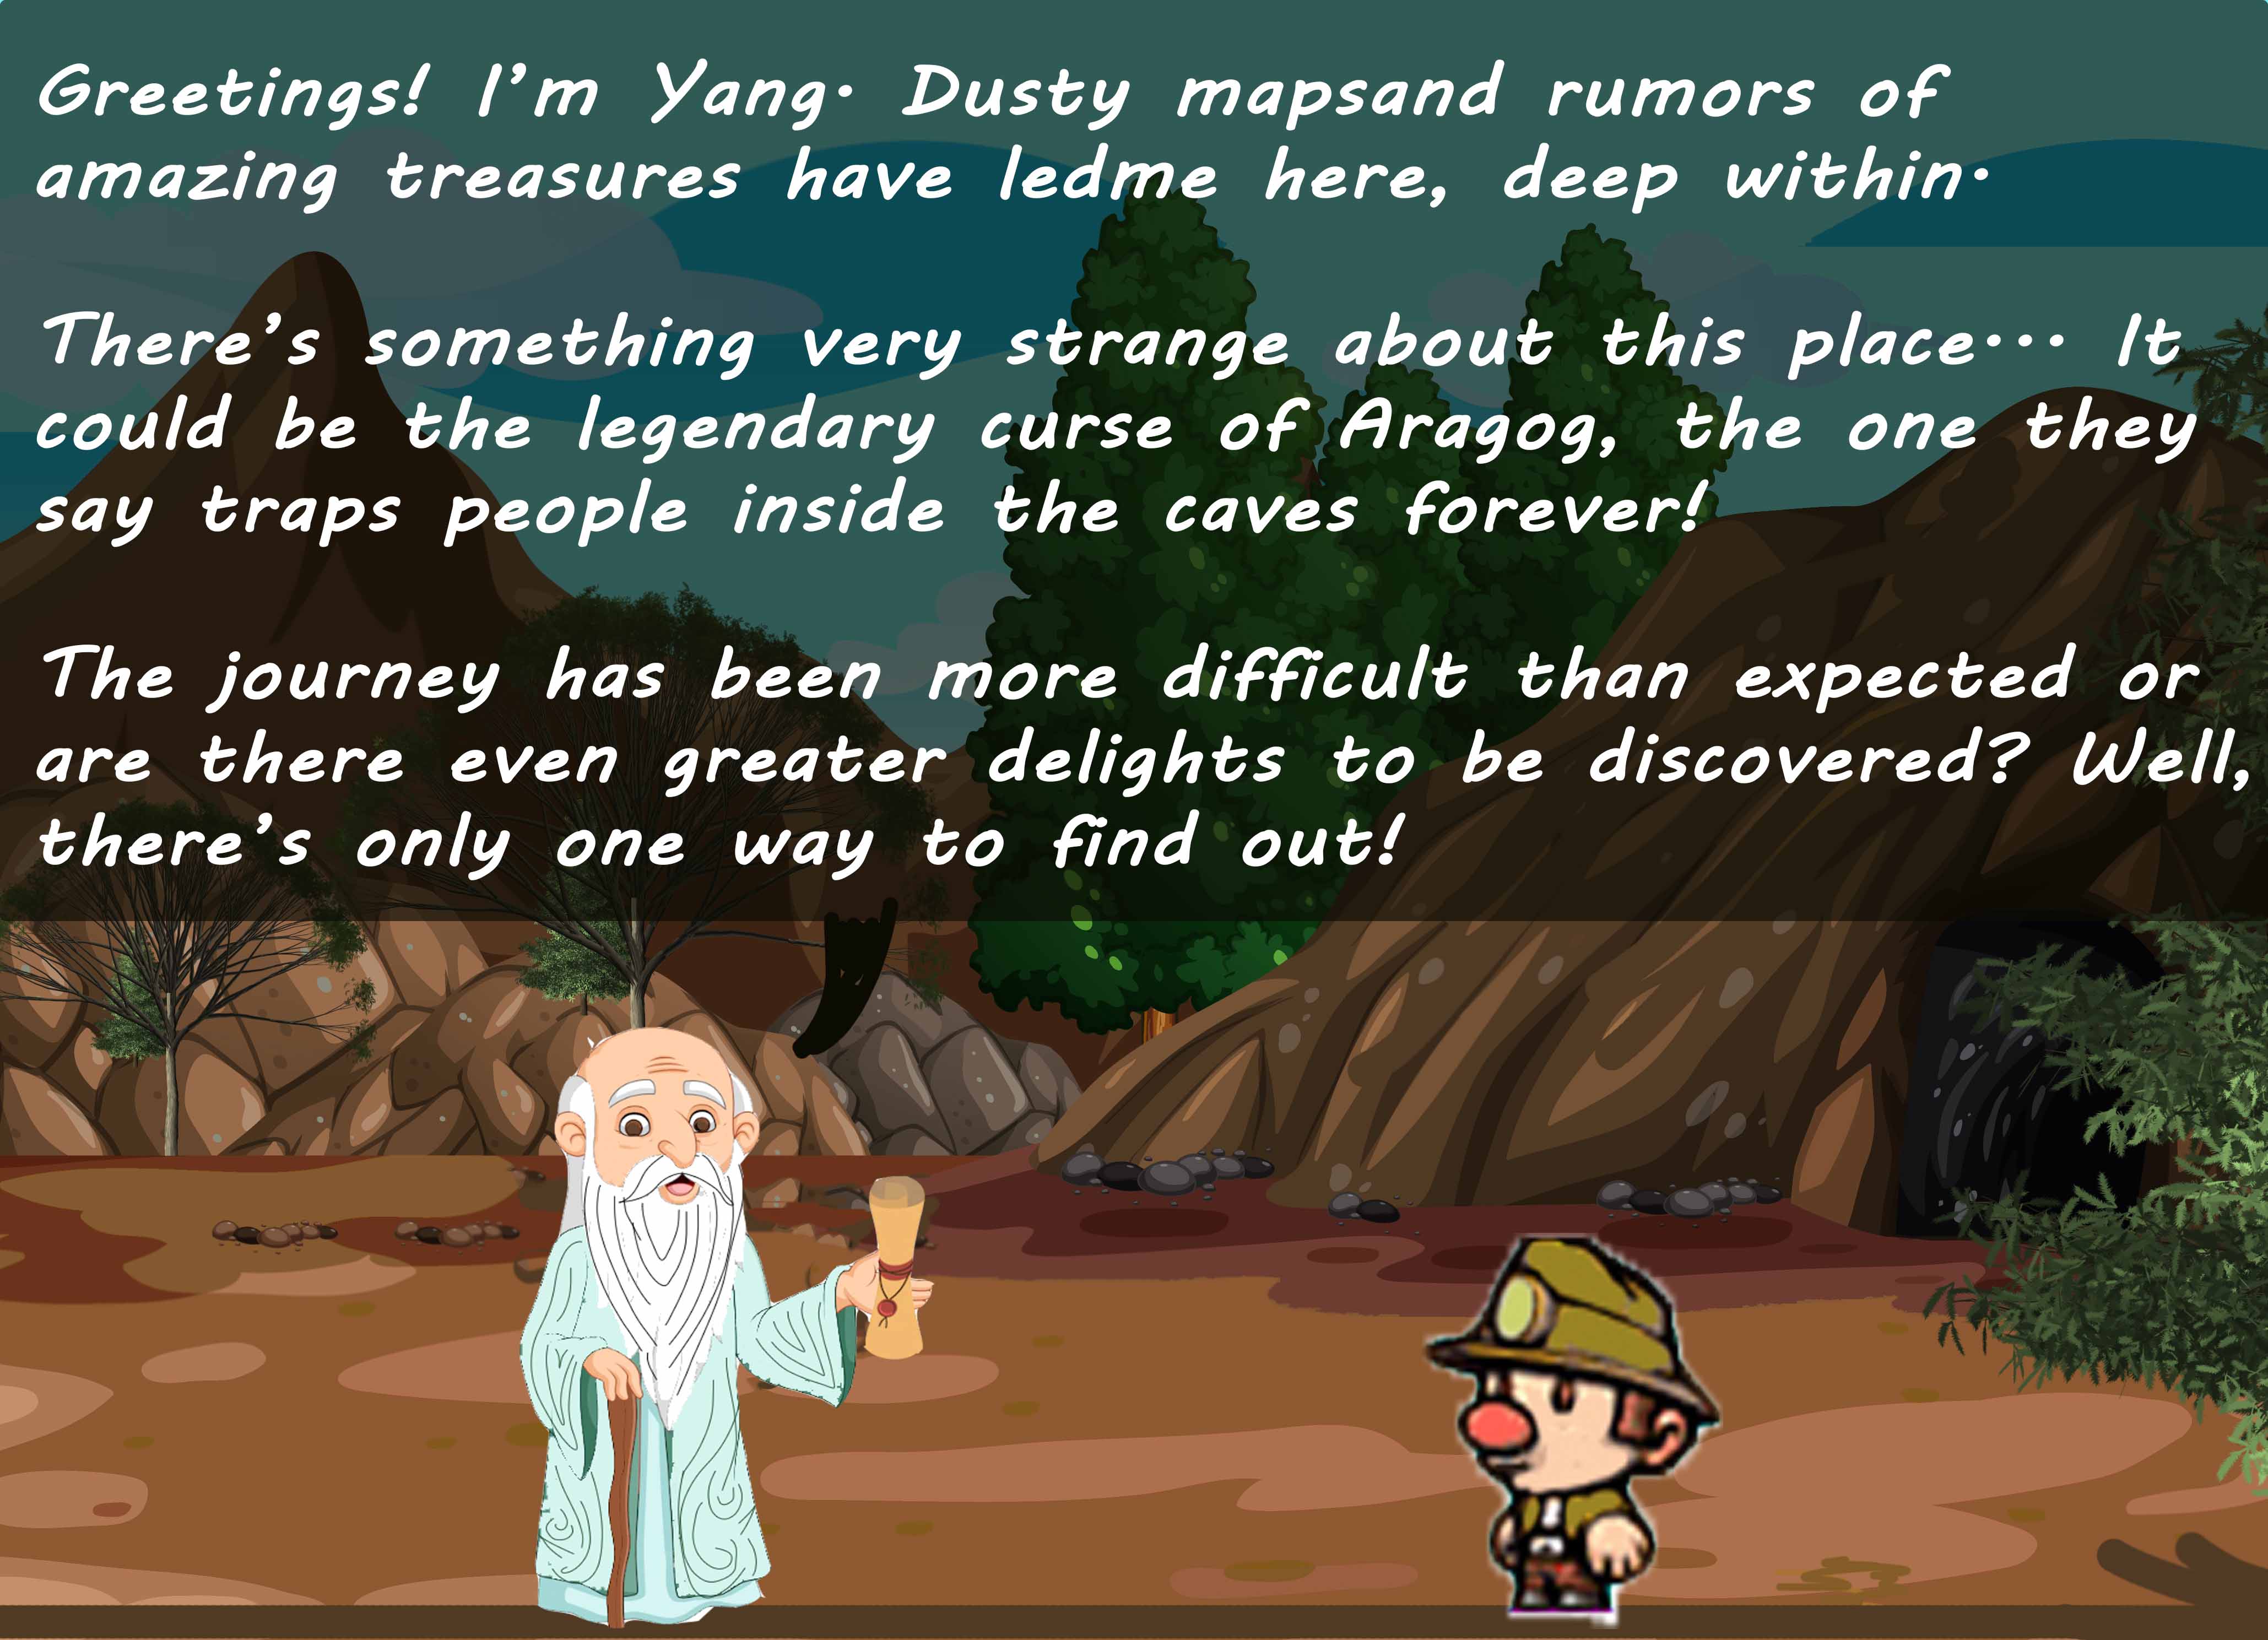 Greetings! I'm Yang. Dusty mapsand rumors of
amazing treasures have ledme here, deep within.
There's something very strange about this place... It
could be the legendary curse of Aragog, the one they
say traps people inside the caves forever!
The journey has been more difficult than expected or
are there even greater delights to be discovered? Well,
there's only one way to find out!